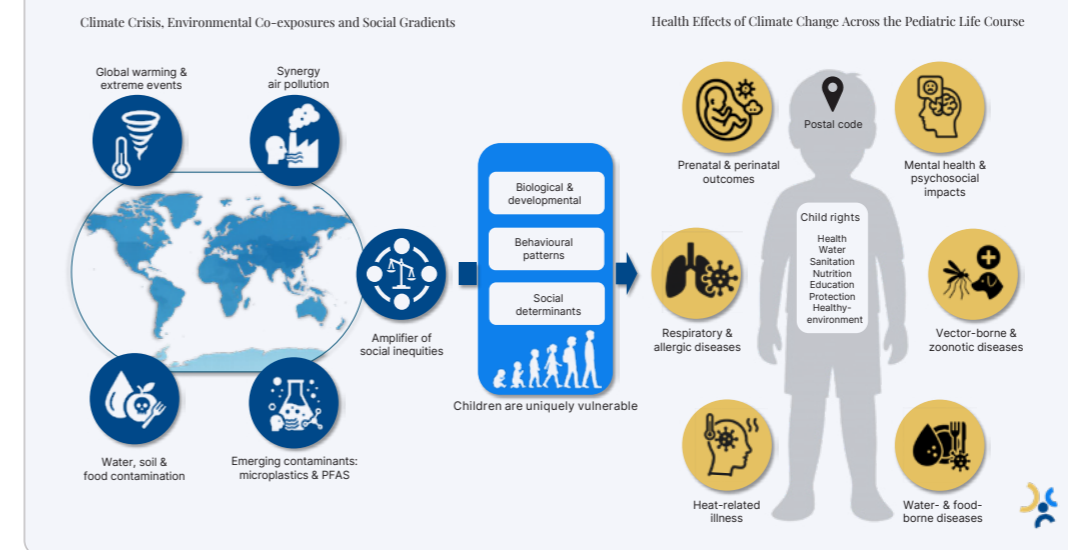 Climate Crisis, Environmental Co-exposures and Social Gradients
Health Effects of Climate Change Across the Pediatric Life Course
Global warming &
extreme events
Synergy
air pollution
Amplifier of
social inequities
Water, soil &
food contamination
Emerging contaminants:
microplastics & PFAS
Biological &
developmental
Behavioural
patterns
Social
determinants
Children are uniquely vulnerable
Postal code
Child rights
Health
Water
Sanitation
Nutrition
Education
Protection
Healthy-
environment
Prenatal & perinatal
outcomes
Mental health &
psychosocial
impacts
Respiratory &
allergic diseases
Vector-borne &
zoonotic diseases
Heat-related
illness
Water- & food-
borne diseases